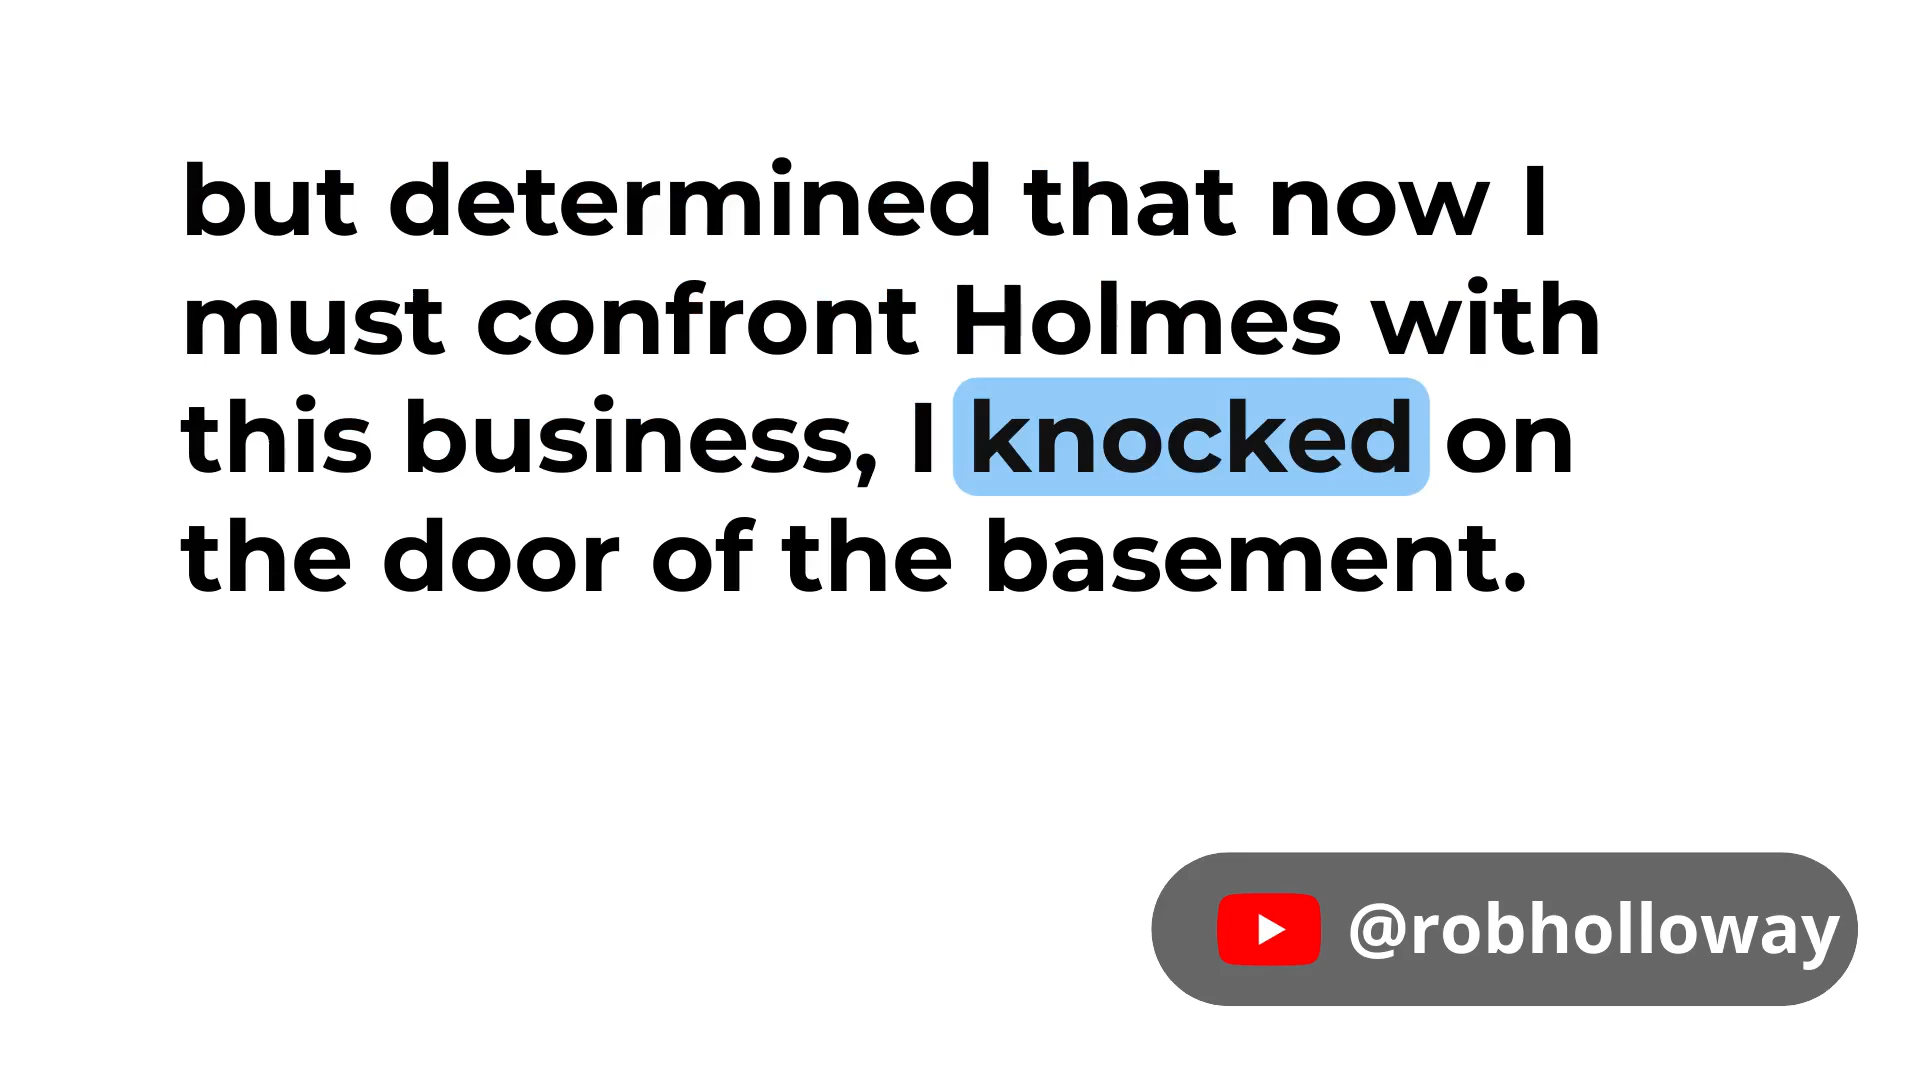 but determined that now I
must confront Holmes with
this business, I knocked on
the door of the basement.
@robholloway